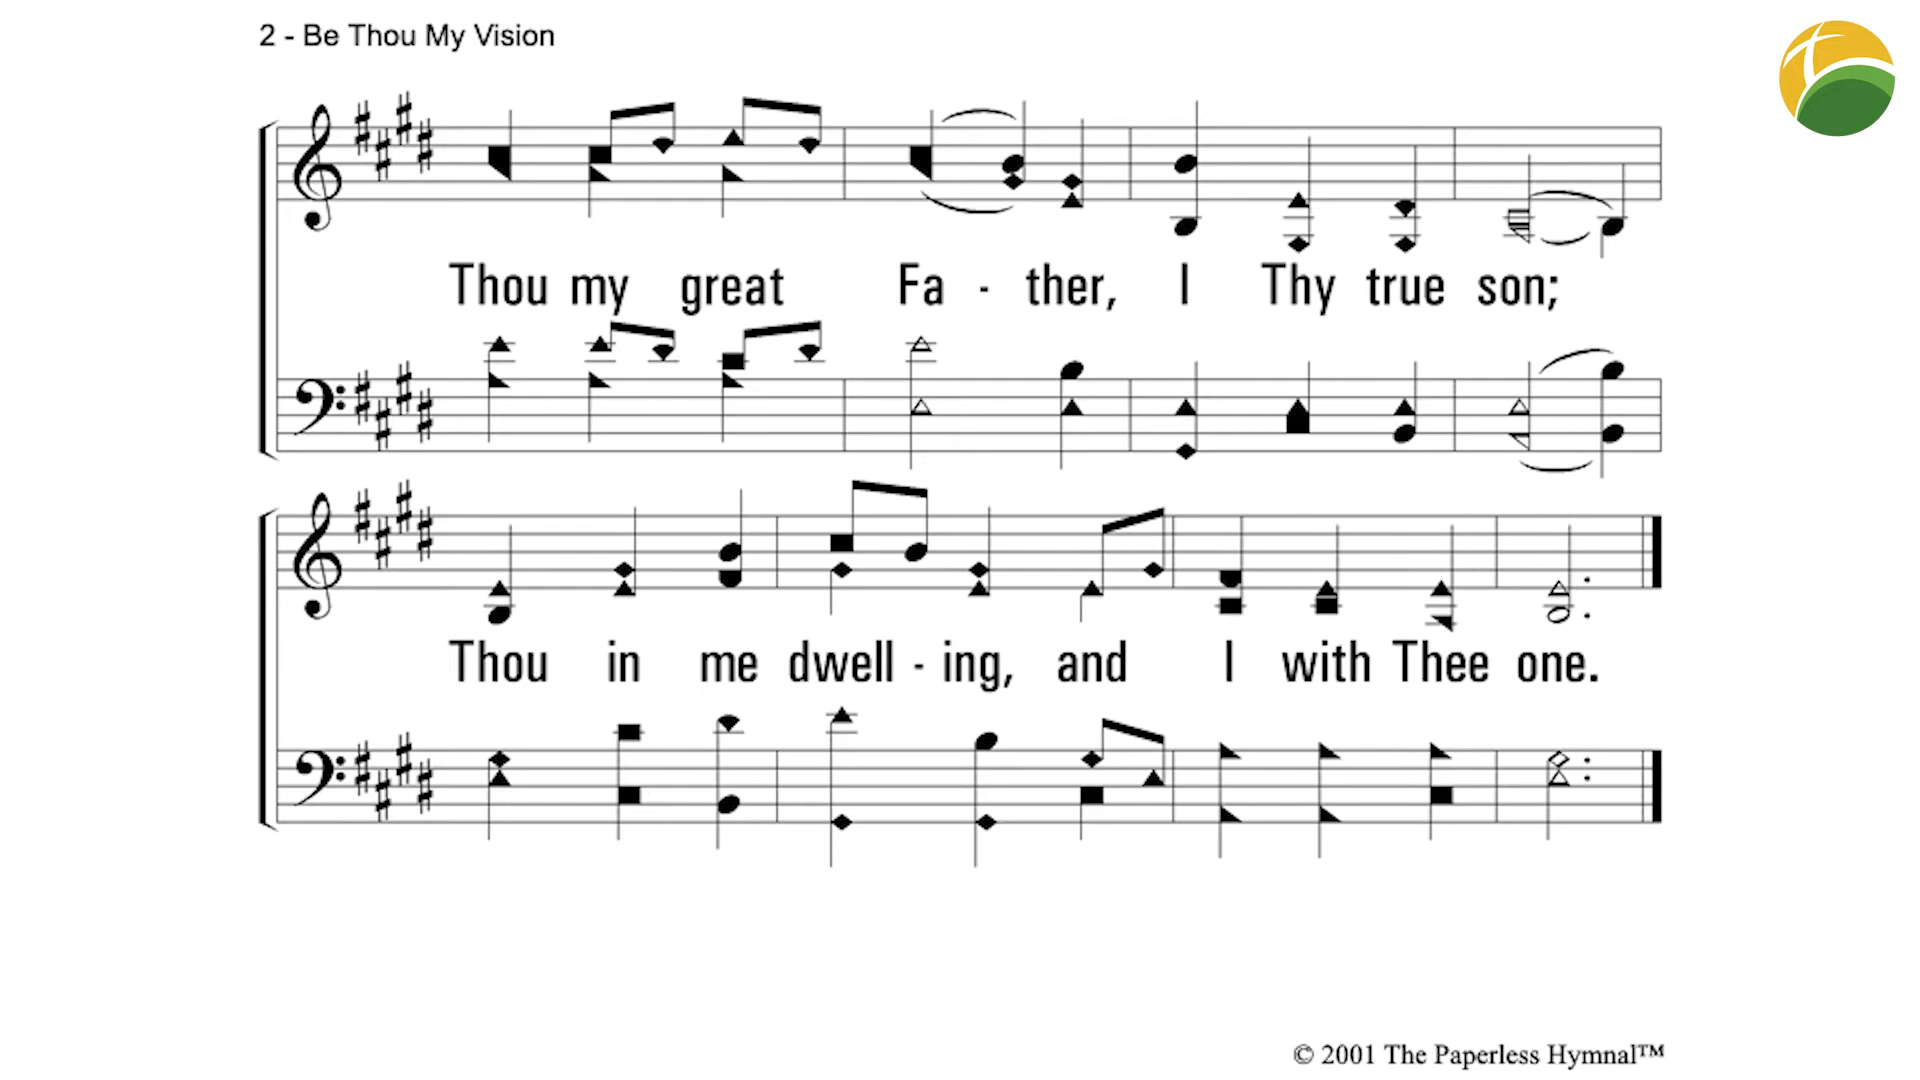 2 - Be Thou My Vision
Thou my great Fa - ther, I Thy true son;
Thou in me dwell - ing, and I with Thee one.
© 2001 The Paperless Hymnal™